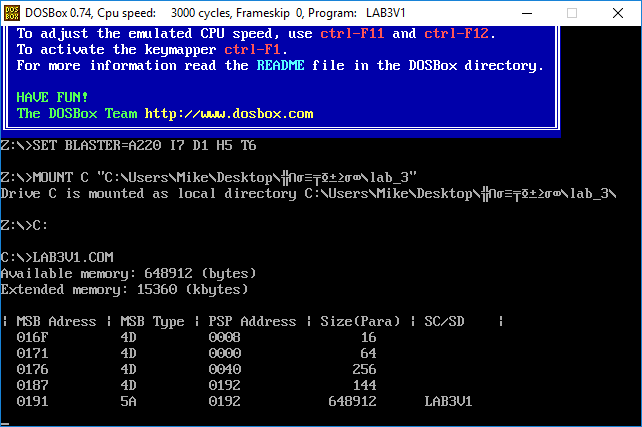 DOSBox 0.74, Cpu speed: 3000 cycles, Frameskip 0, Program: LAB3V1
To adjust the emulated CPU speed, use ctrl-F11 and ctrl-F12.
To activate the keymapper ctrl-F1.
For more information read the README file in the DOSBox directory.
HAVE FUN!
The DOSBox Team http://www.dosbox.com
Z:\>SET BLASTER=A220 I7 D1 H5 T6
Z:\>MOUNT C "C:\Users\Mike\Desktop\╬Πσ≡╤Φ±≥σ∞\lab_3"
Drive C is mounted as local directory C:\Users\Mike\Desktop\╬Πσ≡╤Φ±≥σ∞\lab_3\
Z:\>C:
C:\>LAB3V1.COM
Available memory: 648912 (bytes)
Extended memory: 15360 (kbytes)
| MSB Adress | MSB Type | PSP Address | Size(Para) | SC/SD |
016F 4D 0008 16
0171 4D 0000 64
0176 4D 0040 256
0187 4D 0192 144
0191 5A 0192 648912 LAB3V1